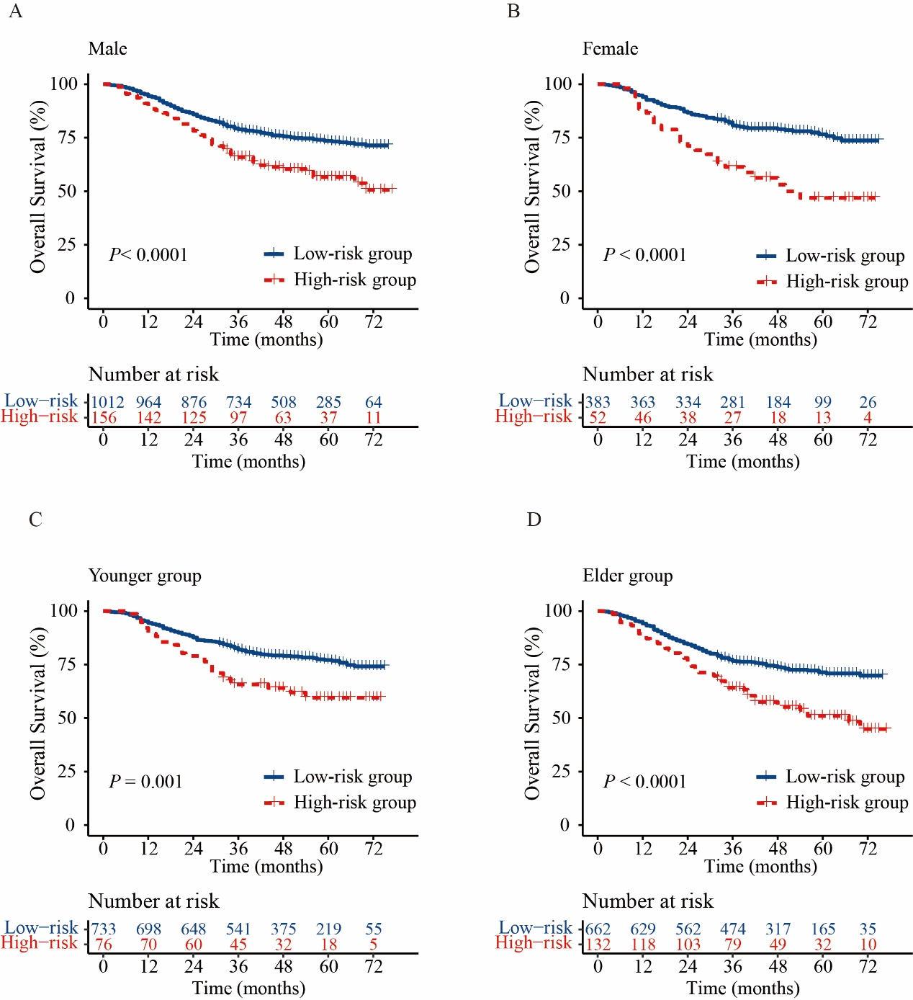 A
Male
100
75
50
25
0
Overall Survival (%)
P< 0.0001
Low-risk group
High-risk group
0 12 24 36 48 60 72
Time (months)
Number at risk
Low−risk 1012 964 876 734 508 285 64
High−risk 156 142 125 97 63 37 11
0 12 24 36 48 60 72
Time (months)
B
Female
100
75
50
25
0
Overall Survival (%)
P < 0.0001
Low-risk group
High-risk group
0 12 24 36 48 60 72
Time (months)
Number at risk
Low−risk 383 363 334 281 184 99 26
High−risk 52 46 38 27 18 13 4
0 12 24 36 48 60 72
Time (months)
C
Younger group
100
75
50
25
0
Overall Survival (%)
P = 0.001
Low-risk group
High-risk group
0 12 24 36 48 60 72
Time (months)
Number at risk
Low−risk 733 698 648 541 375 219 55
High−risk 76 70 60 45 32 18 5
0 12 24 36 48 60 72
Time (months)
D
Elder group
100
75
50
25
0
Overall Survival (%)
P < 0.0001
Low-risk group
High-risk group
0 12 24 36 48 60 72
Time (months)
Number at risk
Low−risk 662 629 562 474 317 165 35
High−risk 132 118 103 79 49 32 10
0 12 24 36 48 60 72
Time (months)